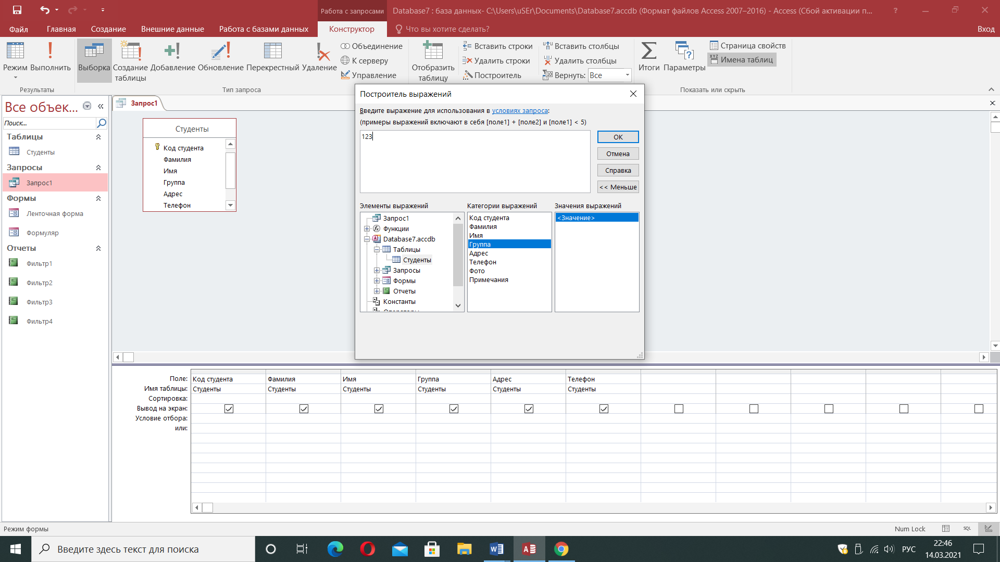 Работа с запросами
Database7 : база данных- C:\Users\uSEr\Documents\Database7.accdb (Формат файлов Access 2007–2016) - Access (Сбой активации п...
?
Файл
Главная
Создание
Внешние данные
Работа с базами данных
Конструктор
Что вы хотите сделать?
Вход
Режим
Выполнить
Выборка
Создание
таблицы
Добавление
Обновление
Перекрестный
Удаление
Объединение
К серверу
Управление
Отобразить
таблицу
Вставить строки
Удалить строки
Построитель
Вставить столбцы
Удалить столбцы
Вернуть:
Все
Итоги
Параметры
Страница свойств
Имена таблиц
Результаты
Тип запроса
Показать или скрыть
Все объек...
Поиск...
Таблицы
Студенты
Запросы
Запрос1
Формы
Ленточная форма
Формуляр
Отчеты
Фильтр1
Фильтр2
Фильтр3
Фильтр4
Запрос1
Студенты
Код студента
Фамилия
Имя
Группа
Адрес
Телефон
Построитель выражений
Введите выражение для использования в условиях запроса:
(примеры выражений включают в себя [поле1] + [поле2] и [поле1] < 5)
123
ОК
Отмена
Справка
<< Меньше
Элементы выражений
Запрос1
Функции
Database7.accdb
Таблицы
Студенты
Запросы
Формы
Отчеты
Константы
Категории выражений
Код студента
Фамилия
Имя
Группа
Адрес
Телефон
Фото
Примечания
Значения выражений
<Значение>
Поле: Код студента Фамилия Имя Группа Адрес Телефон
Имя таблицы: Студенты Студенты Студенты Студенты Студенты Студенты
Сортировка:
Вывод на экран:
Условие отбора:
или:
Режим формы
Num Lock
SQL
Введите здесь текст для поиска
РУС
22:46
14.03.2021